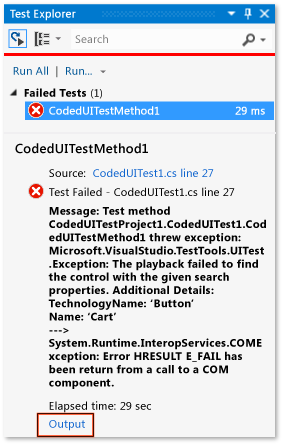 Test Explorer
Search
Run All | Run...
Failed Tests (1)
CodedUITestMethod1 29 ms
CodedUITestMethod1
Source: CodedUITest1.cs line 27
Test Failed - CodedUITest1.cs line 27
Message: Test method
CodedUITestProject1.CodedUITest1.Cod
edUITestMethod1 threw exception:
Microsoft.VisualStudio.TestTools.UITest
.Exception: The playback failed to find
the control with the given search
properties. Additional Details:
TechnologyName: ‘Button’
Name: ‘Cart’
--->
System.Runtime.InteropServices.COME
xception: Error HRESULT E_FAIL has
been return from a call to a COM
component.
Elapsed time: 29 sec
Output